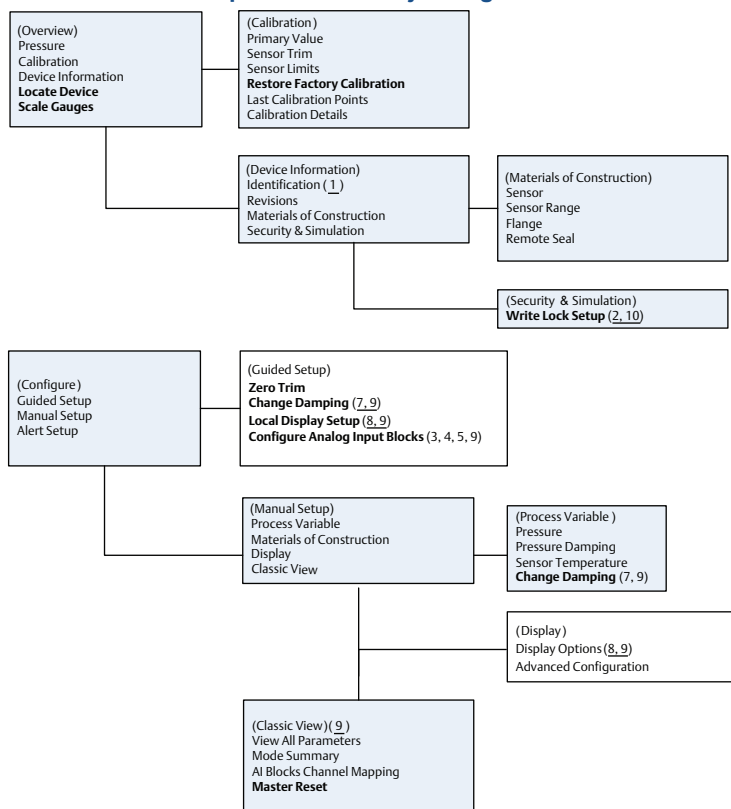 (Overview)
Pressure
Calibration
Device Information
Locate Device
Scale Gauges
(Calibration)
Primary Value
Sensor Trim
Sensor Limits
Restore Factory Calibration
Last Calibration Points
Calibration Details
(Device Information)
Identification (1)
Revisions
Materials of Construction
Security & Simulation
(Materials of Construction)
Sensor
Sensor Range
Flange
Remote Seal
(Security & Simulation)
Write Lock Setup (2, 10)
(Configure)
Guided Setup
Manual Setup
Alert Setup
(Guided Setup)
Zero Trim
Change Damping (7, 9)
Local Display Setup (8, 9)
Configure Analog Input Blocks (3, 4, 5, 9)
(Manual Setup)
Process Variable
Materials of Construction
Display
Classic View
(Process Variable )
Pressure
Pressure Damping
Sensor Temperature
Change Damping (7, 9)
(Display)
Display Options (8, 9)
Advanced Configuration
(Classic View) ( 9 )
View All Parameters
Mode Summary
AI Blocks Channel Mapping
Master Reset